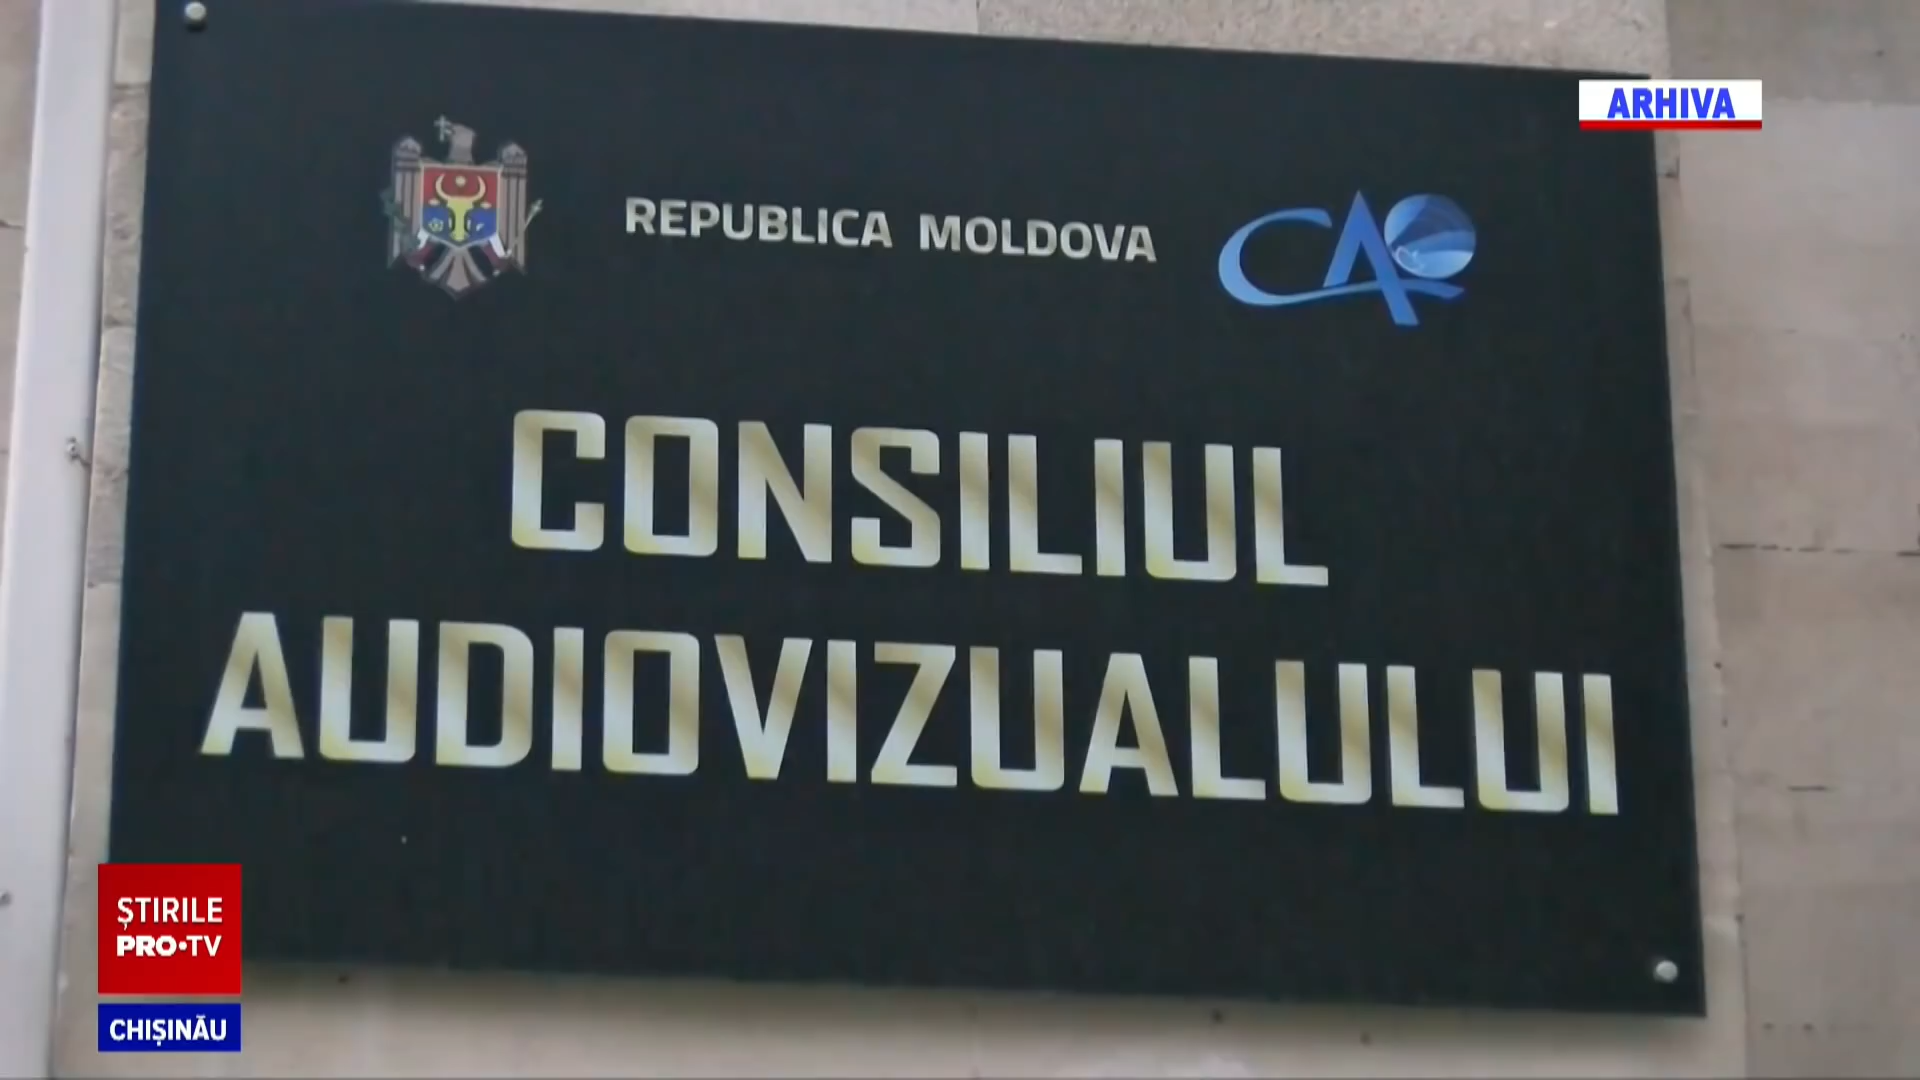 ARHIVA
REPUBLICA MOLDOVA
CA
CONSILIUL
AUDIOVIZUALULUI
ȘTIRILE
PRO•TV
CHIȘINĂU